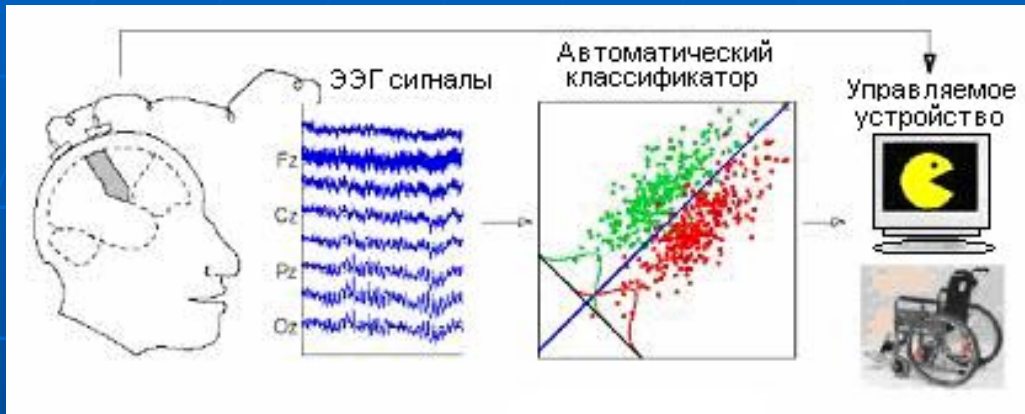 ЭЭГ сигналы
Автоматический
классификатор
Управляемое
устройство
Fz
Cz
Pz
Oz